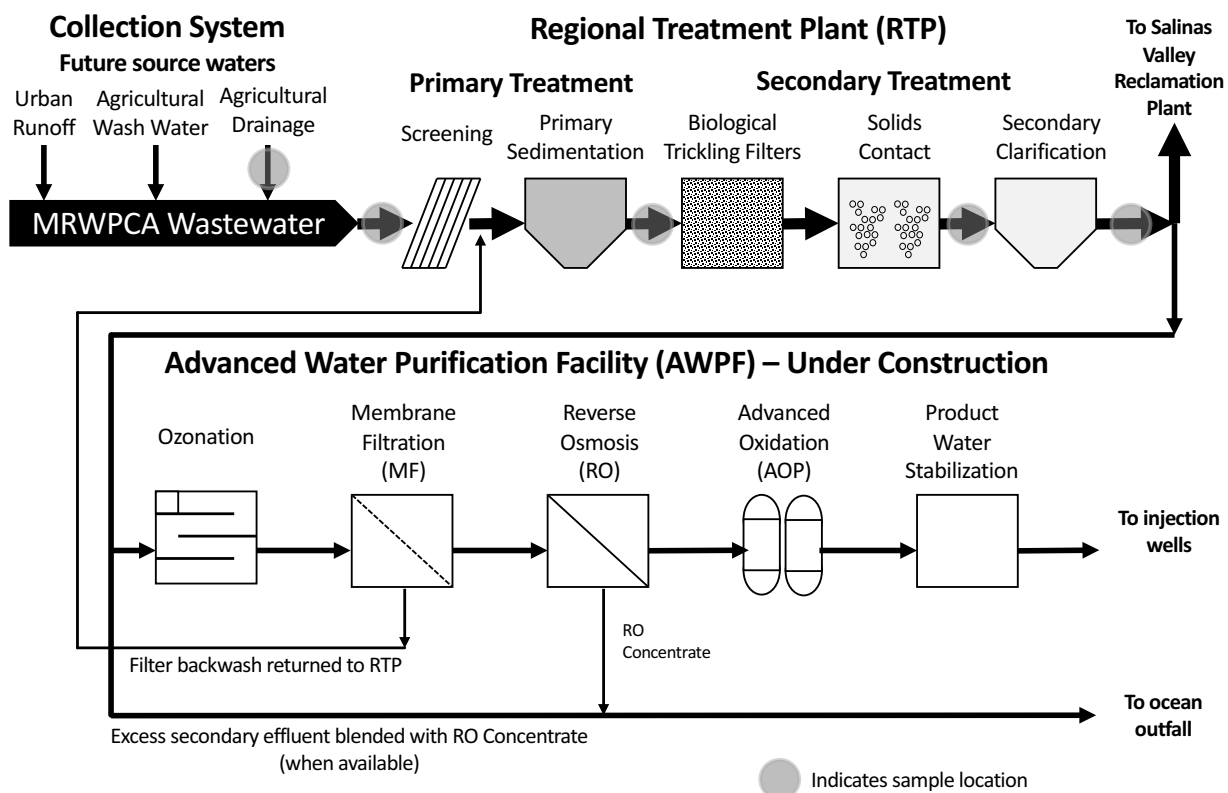 Collection System
Future source waters
Urban
Runoff
Agricultural
Wash Water
Agricultural
Drainage
MRWPCA Wastewater
Regional Treatment Plant (RTP)
Primary Treatment
Secondary Treatment
Screening
Primary
Sedimentation
Biological
Trickling Filters
Solids
Contact
Secondary
Clarification
To Salinas
Valley
Reclamation
Plant
Advanced Water Purification Facility (AWPF) – Under Construction
Ozonation
Membrane
Filtration
(MF)
Reverse
Osmosis
(RO)
Advanced
Oxidation
(AOP)
Product
Water
Stabilization
To injection
wells
RO
Concentrate
Filter backwash returned to RTP
To ocean
outfall
Excess secondary effluent blended with RO Concentrate
(when available)
Indicates sample location